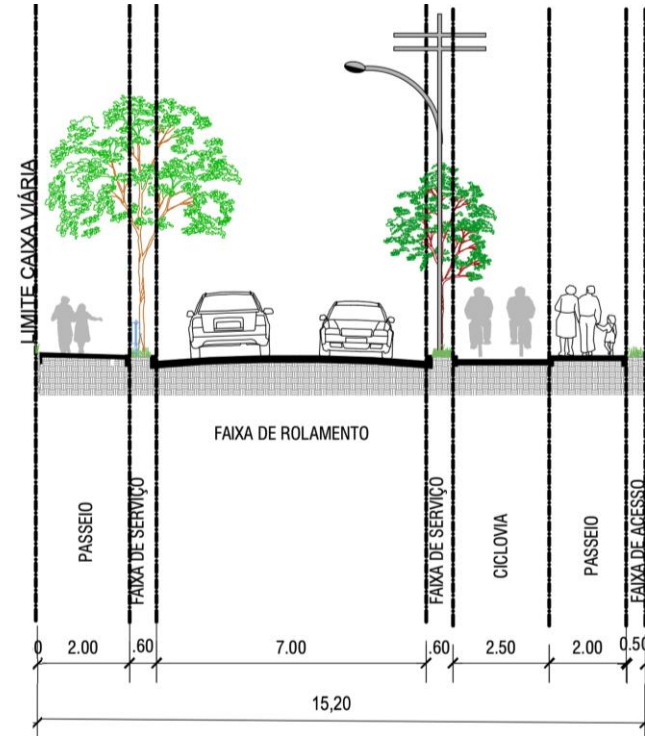 LIMITE CAIXA VIÁRIA
FAIXA DE ROLAMENTO
PASSEIO
FAIXA DE SERVIÇO
FAIXA DE SERVIÇO
CICLOVIA
PASSEIO
FAIXA DE ACESSO
0 2.00 .60 7.00 .60 2.50 2.00 0.50
15,20